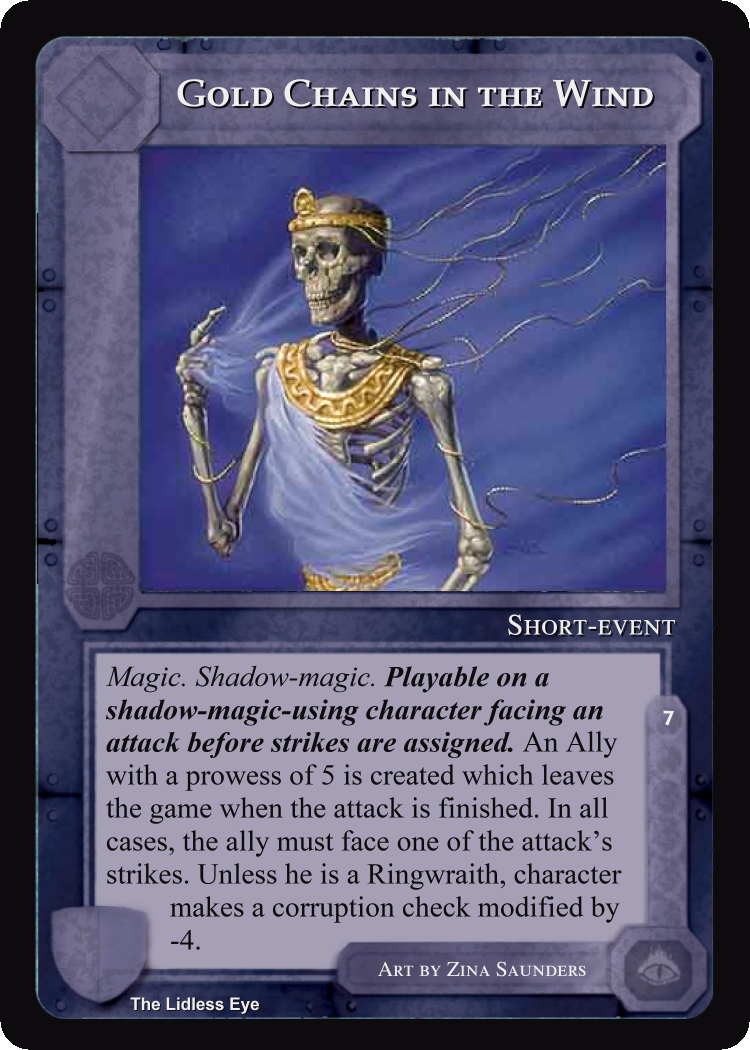 Gold Chains in the Wind
Short-event
Magic. Shadow-magic. Playable on a
shadow-magic-using character facing an
attack before strikes are assigned. An Ally
with a prowess of 5 is created which leaves
the game when the attack is finished. In all
cases, the ally must face one of the attack’s
strikes. Unless he is a Ringwraith, character
makes a corruption check modified by
-4.
7
Art by Zina Saunders
The Lidless Eye